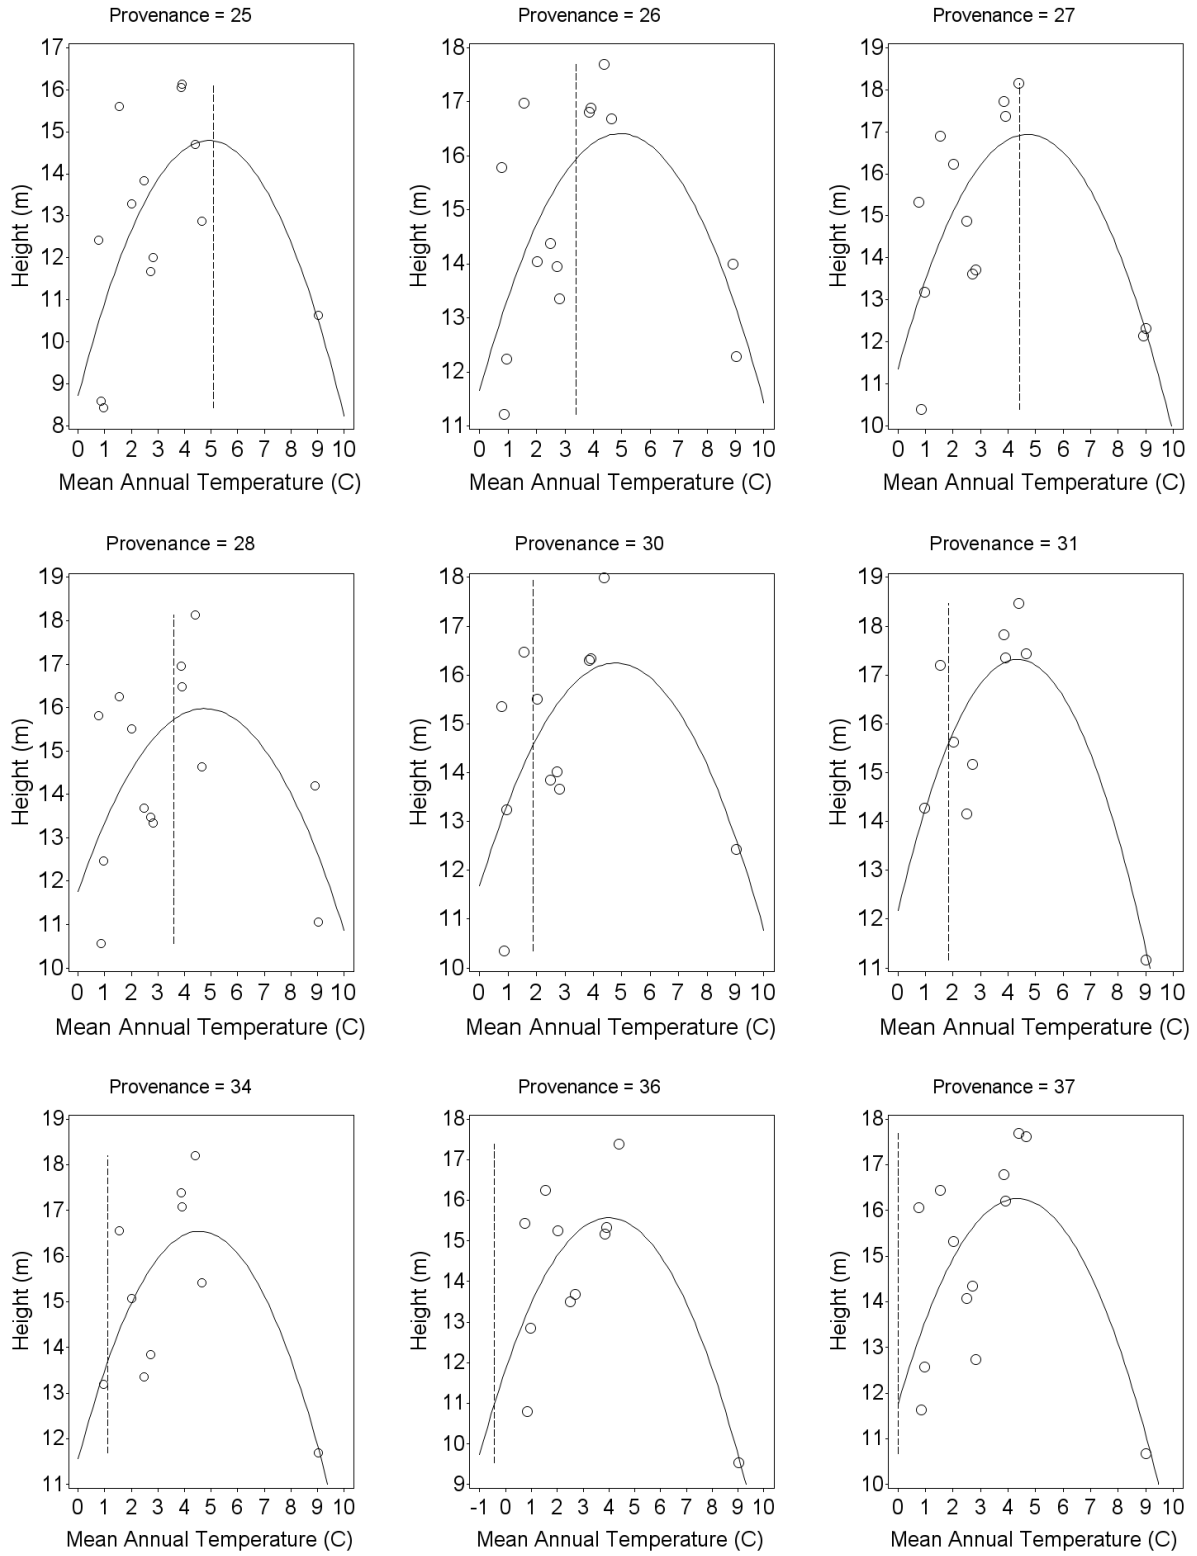 Provenance = 25
Provenance = 26
Provenance = 27
17
16
15
14
13
12
11
10
9
8
Height (m)
0 1 2 3 4 5 6 7 8 9 10
Mean Annual Temperature (C)
18
17
16
15
14
13
12
11
Height (m)
0 1 2 3 4 5 6 7 8 9 10
Mean Annual Temperature (C)
19
18
17
16
15
14
13
12
11
10
Height (m)
0 1 2 3 4 5 6 7 8 9 10
Mean Annual Temperature (C)
Provenance = 28
Provenance = 30
Provenance = 31
19
18
17
16
15
14
13
12
11
10
Height (m)
0 1 2 3 4 5 6 7 8 9 10
Mean Annual Temperature (C)
18
17
16
15
14
13
12
11
10
Height (m)
0 1 2 3 4 5 6 7 8 9 10
Mean Annual Temperature (C)
19
18
17
16
15
14
13
12
11
Height (m)
0 1 2 3 4 5 6 7 8 9 10
Mean Annual Temperature (C)
Provenance = 34
Provenance = 36
Provenance = 37
19
18
17
16
15
14
13
12
11
Height (m)
0 1 2 3 4 5 6 7 8 9 10
Mean Annual Temperature (C)
18
17
16
15
14
13
12
11
10
9
Height (m)
-1 0 1 2 3 4 5 6 7 8 9 10
Mean Annual Temperature (C)
18
17
16
15
14
13
12
11
10
Height (m)
0 1 2 3 4 5 6 7 8 9 10
Mean Annual Temperature (C)